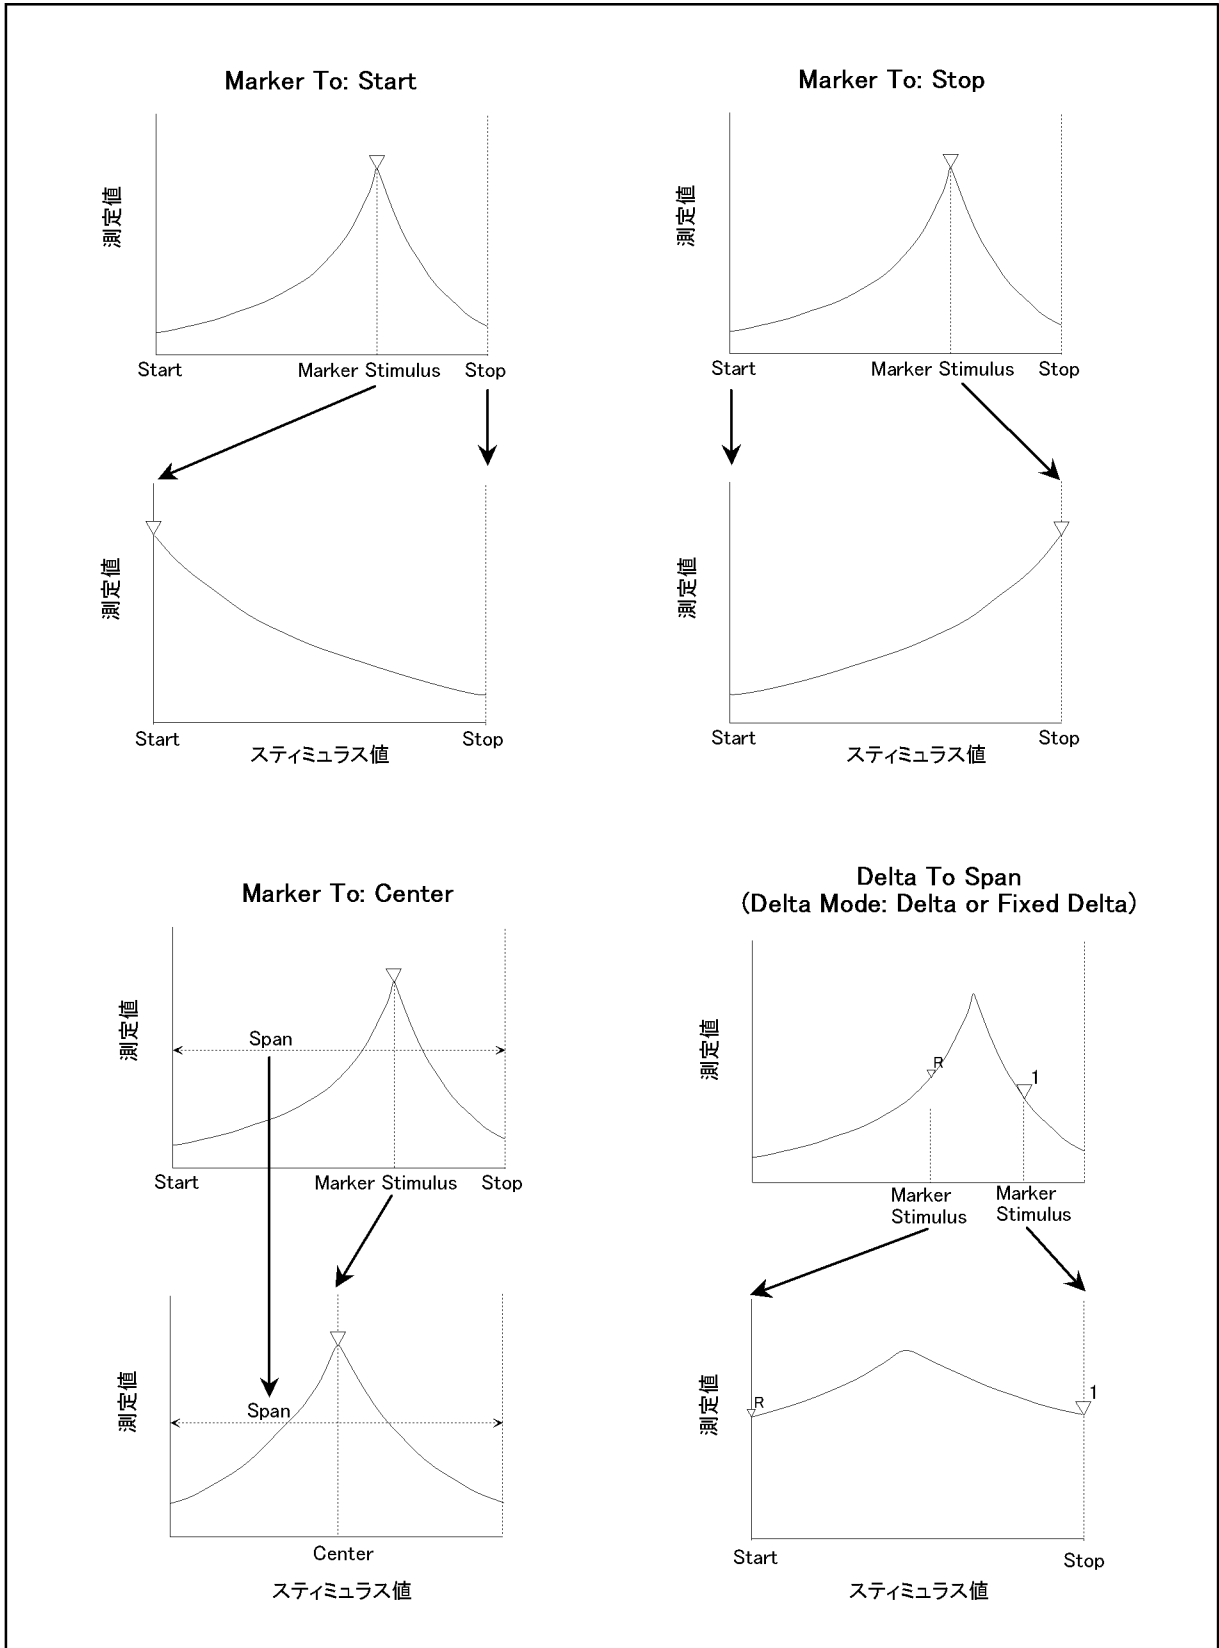 Marker To: Start
測定値
Start Marker Stimulus Stop
測定値
Start Stop
スティミュラス値
Marker To: Stop
測定値
Start Marker Stimulus Stop
測定値
Start Stop
スティミュラス値
Marker To: Center
測定値
Span
Start Marker Stimulus Stop
測定値
Span
Center
スティミュラス値
Delta To Span
(Delta Mode: Delta or Fixed Delta)
測定値
R 1
Marker Marker
Stimulus Stimulus
測定値
R 1
Start Stop
スティミュラス値